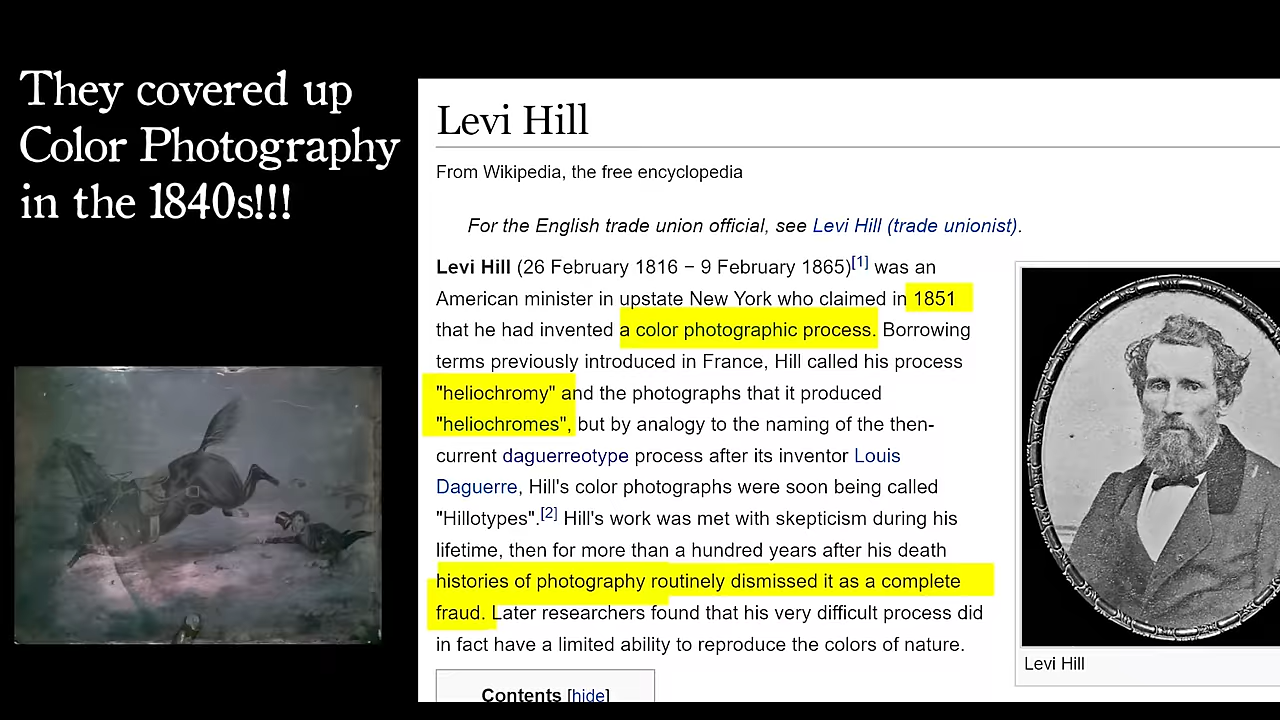 They covered up
Color Photography
in the 1840s!!!
Levi Hill
From Wikipedia, the free encyclopedia
For the English trade union official, see Levi Hill (trade unionist).
Levi Hill (26 February 1816 – 9 February 1865)[1] was an
American minister in upstate New York who claimed in 1851
that he had invented a color photographic process. Borrowing
terms previously introduced in France, Hill called his process
"heliochromy" and the photographs that it produced
"heliochromes", but by analogy to the naming of the then-
current daguerreotype process after its inventor Louis
Daguerre, Hill's color photographs were soon being called
"Hillotypes".[2] Hill's work was met with skepticism during his
lifetime, then for more than a hundred years after his death
histories of photography routinely dismissed it as a complete
fraud. Later researchers found that his very difficult process did
in fact have a limited ability to reproduce the colors of nature.
Contents [hide]
Levi Hill